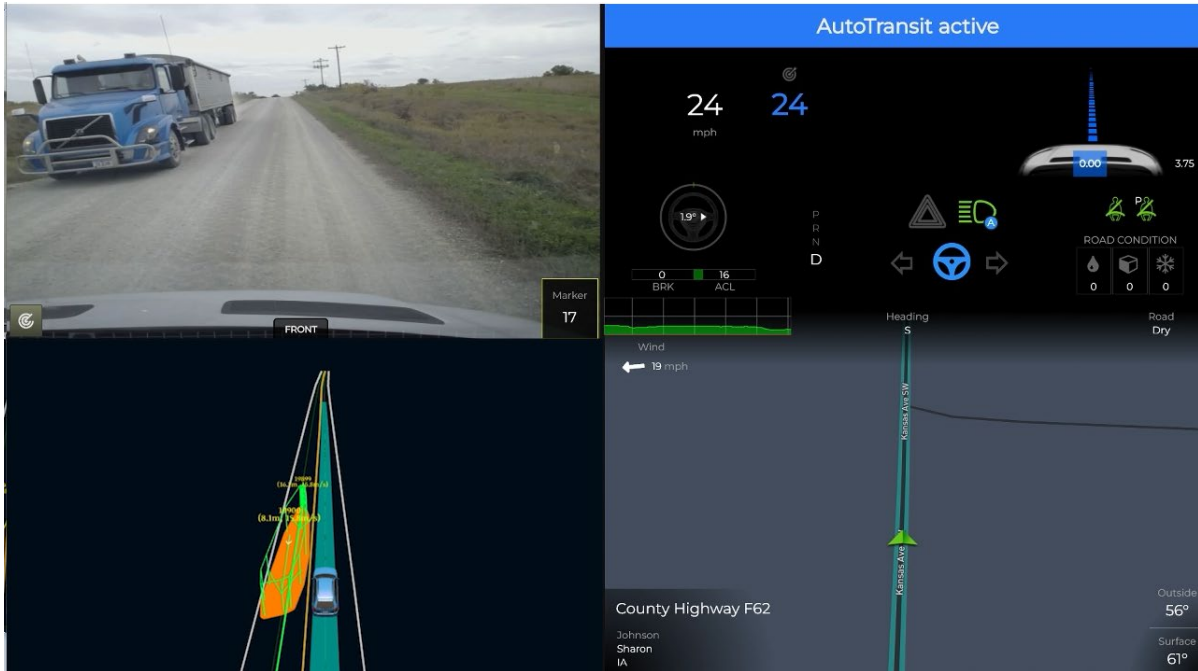 AutoTransit active
24
mph
24
0.00
3.75
1.9°
P
R
N
D
A
P
ROAD CONDITION
0
0
0
0
16
BRK
ACL
Marker
17
FRONT
Heading
S
Road
Dry
Wind
19 mph
Kansas Ave SW
Kansas Ave
County Highway F62
Johnson
Sharon
IA
Outside
56°
Surface
61°